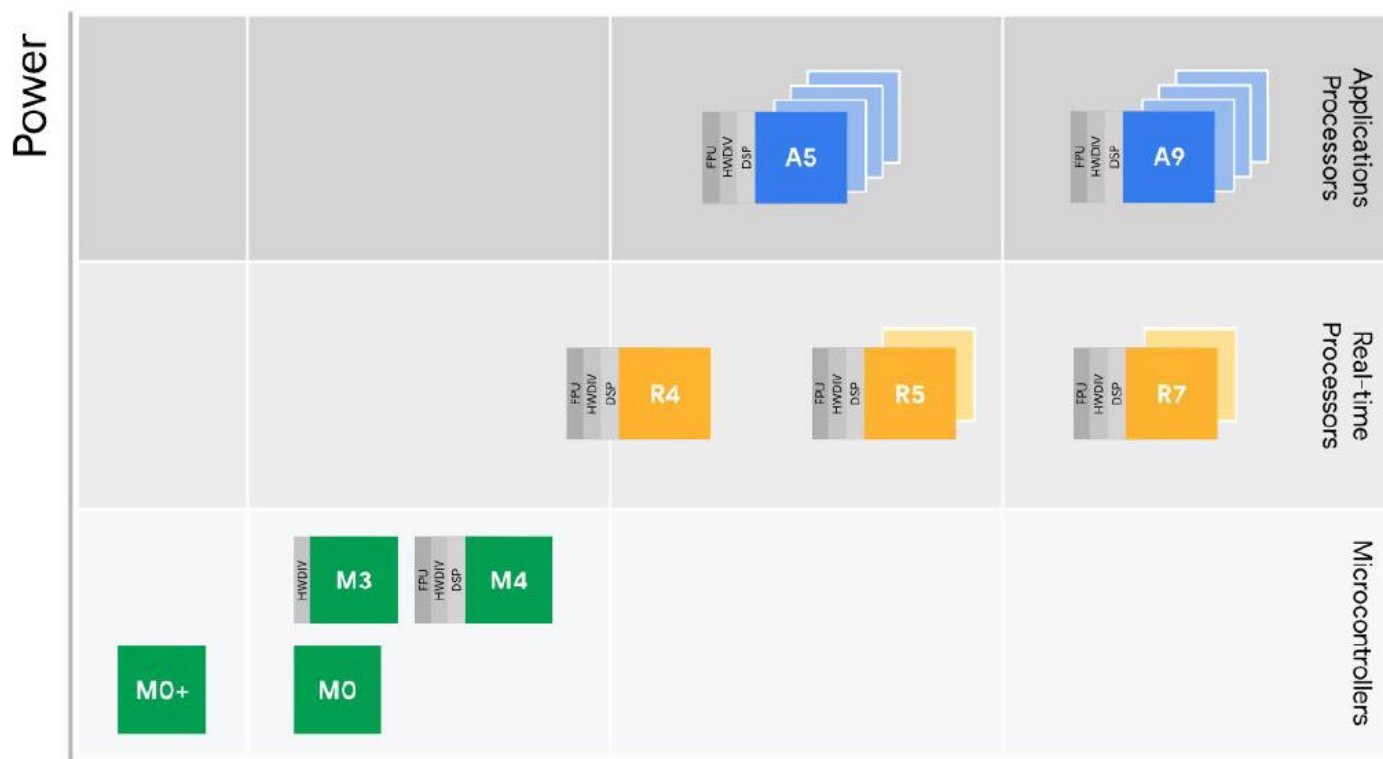 Power
Applications
Processors
FPU
HWDIV
DSP
A5
FPU
HWDIV
DSP
A9
Real-time
Processors
FPU
HWDIV
DSP
R4
FPU
HWDIV
DSP
R5
FPU
HWDIV
DSP
R7
Microcontrollers
HWDIV
M3
FPU
HWDIV
DSP
M4
M0+
M0